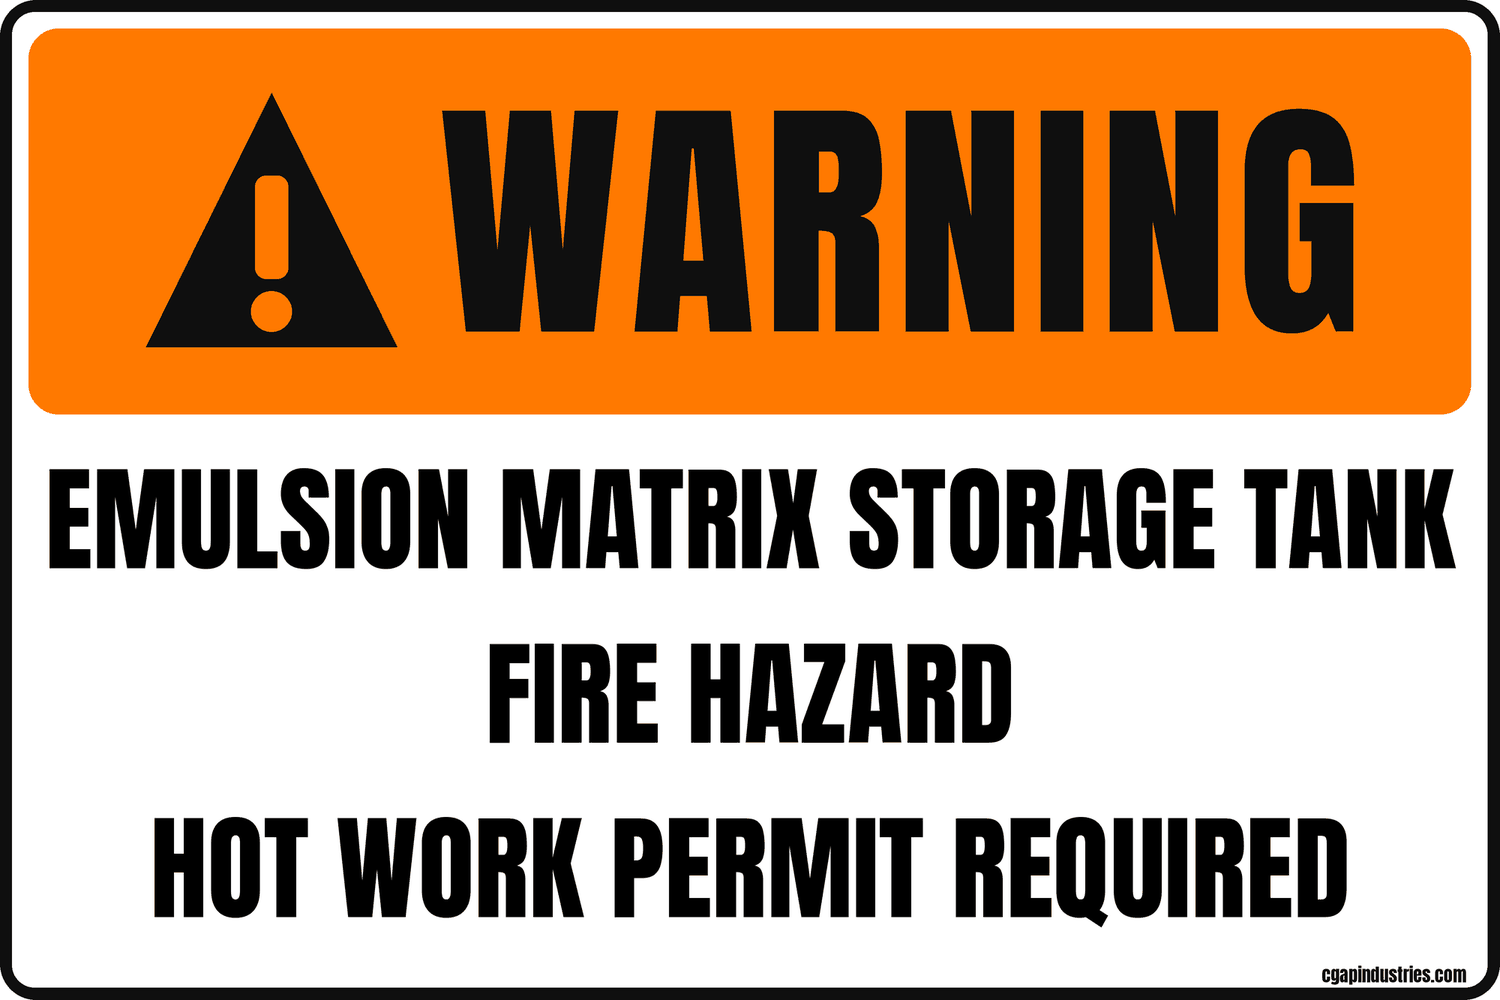 WARNING
EMULSION MATRIX STORAGE TANK
FIRE HAZARD
HOT WORK PERMIT REQUIRED
cgapindustries.com